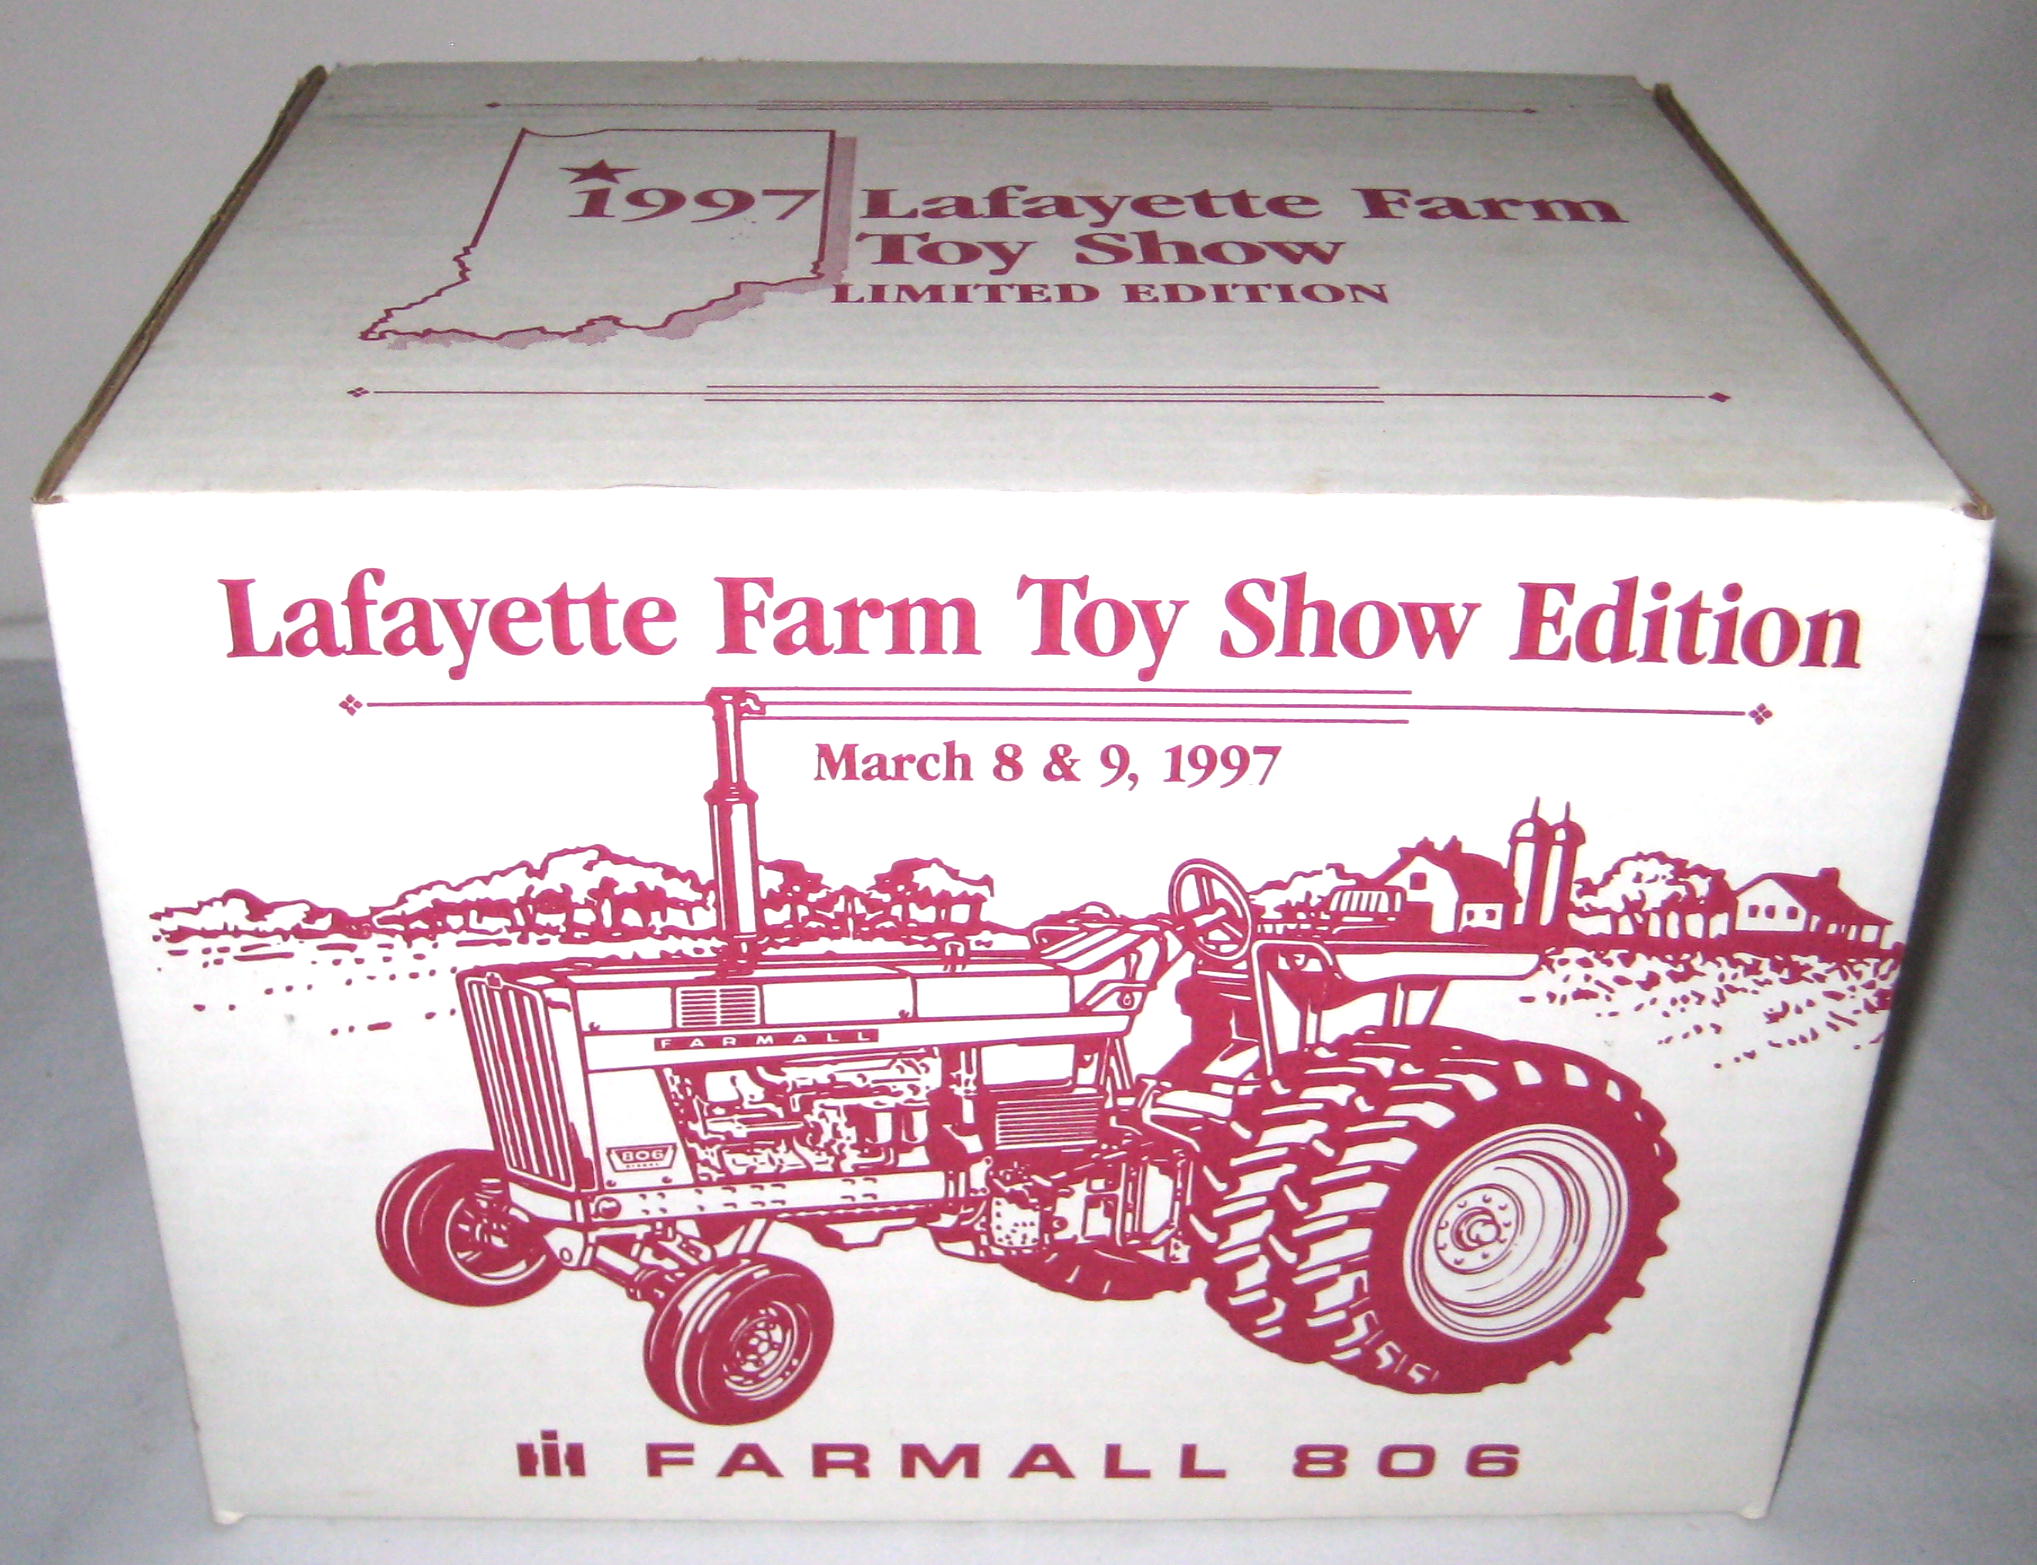 1997 Lafayette Farm
Toy Show
LIMITED EDITION
Lafayette Farm Toy Show Edition
March 8 & 9, 1997
FARMALL
806
DIESEL
FARMALL 806